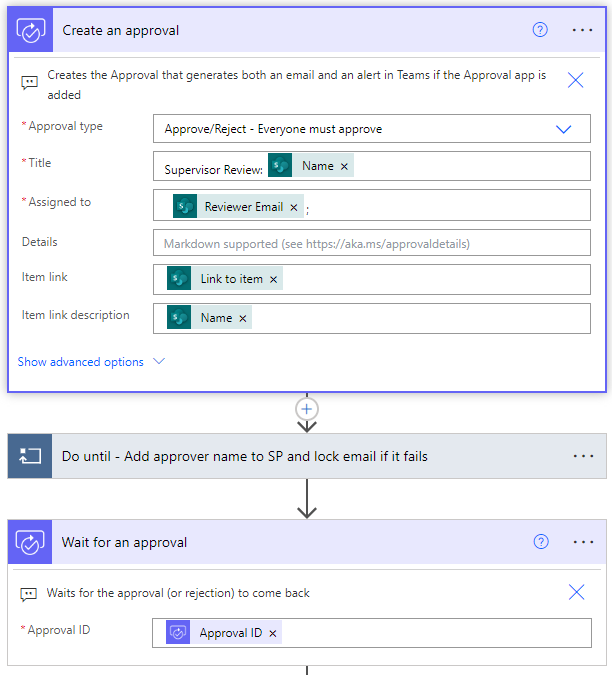 Create an approval
Creates the Approval that generates both an email and an alert in Teams if the Approval app is
added
* Approval type
Approve/Reject - Everyone must approve
* Title
Supervisor Review: Name ×
* Assigned to
Reviewer Email × ;
Details
Markdown supported (see https://aka.ms/approvaldetails)
Item link
Link to item ×
Item link description
Name ×
Show advanced options
Do until - Add approver name to SP and lock email if it fails
Wait for an approval
Waits for the approval (or rejection) to come back
* Approval ID
Approval ID ×